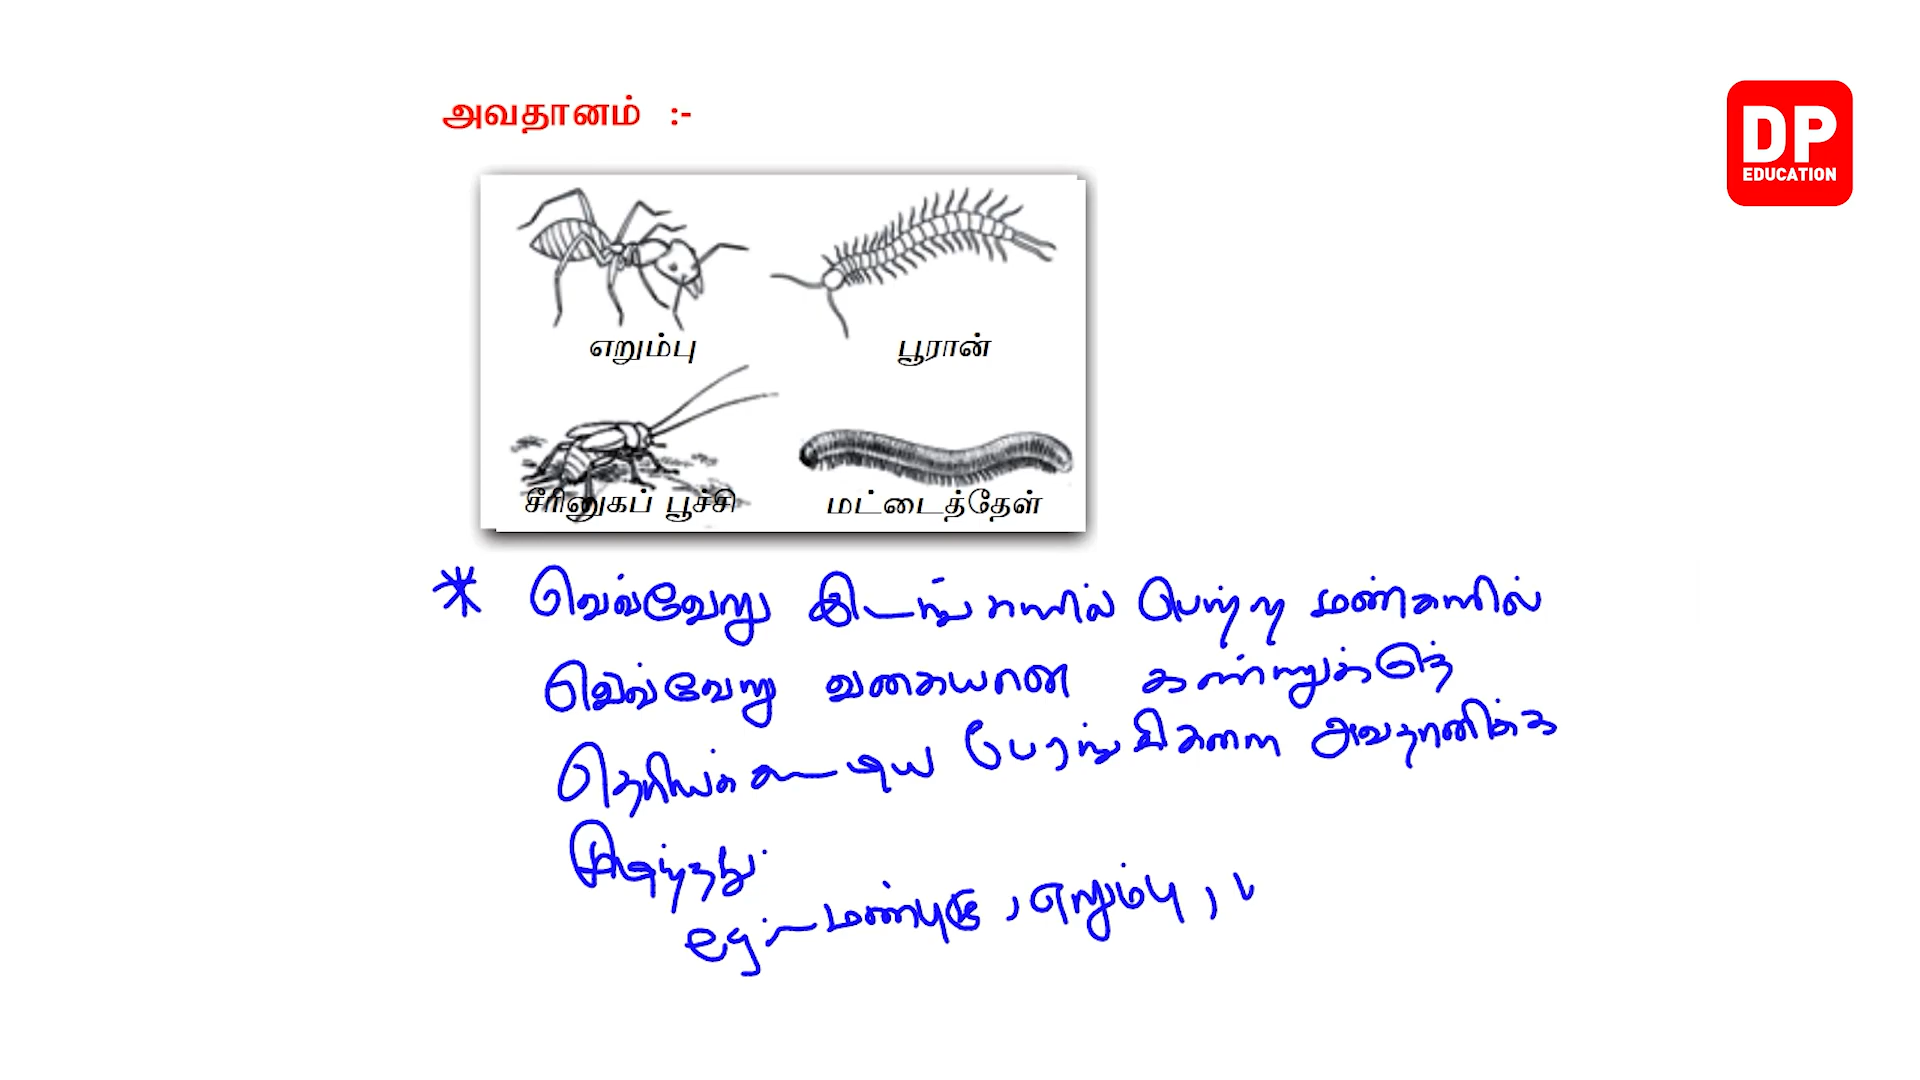 அவதானம் :-
DP
EDUCATION
எறும்பு
பூரான்
சீரினுகப் பூச்சி
மட்டைத்தேள்
* வெவ்வேறு இடங்களில் பெற்ற மண்களில்
வெவ்வேறு வகையான கண்ணுக்குத்
தெரியக்கூடிய பேரங்கிகளை அவதானிக்க
eg:- மண்புழு, எறும்பு,